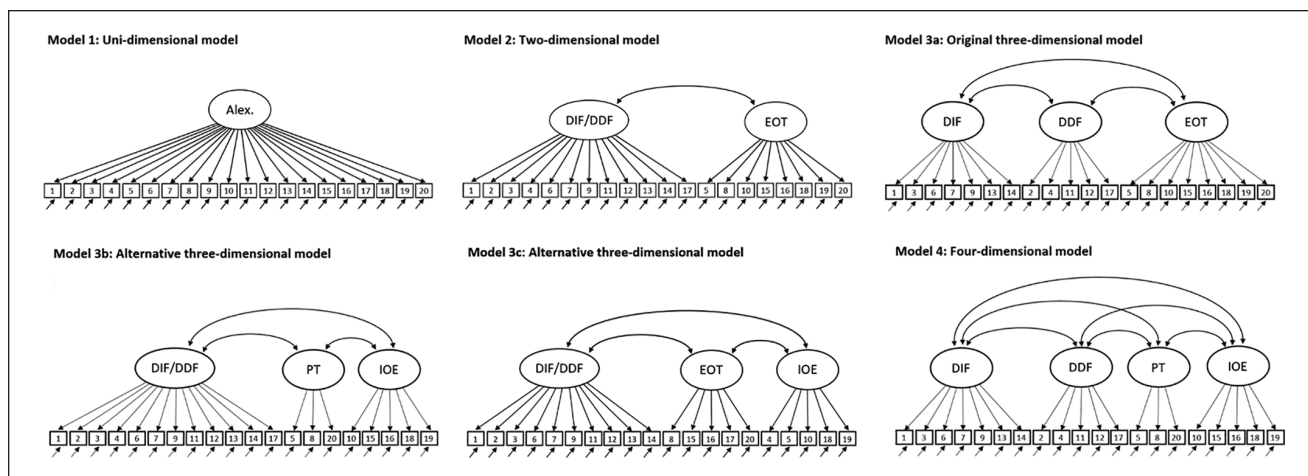 Model 1: Uni-dimensional model
Alex.
1 2 3 4 5 6 7 8 9 10 11 12 13 14 15 16 17 18 19 20
Model 2: Two-dimensional model
DIF/DDF EOT
1 2 3 4 6 7 9 11 12 13 14 17 5 8 10 15 16 18 19 20
Model 3a: Original three-dimensional model
DIF DDF EOT
1 3 6 7 9 13 14 2 4 11 12 17 5 8 10 15 16 18 19 20
Model 3b: Alternative three-dimensional model
DIF/DDF PT IOE
1 2 3 4 6 7 9 11 12 13 14 17 5 8 20 10 15 16 18 19
Model 3c: Alternative three-dimensional model
DIF/DDF EOT IOE
1 2 3 6 7 9 11 12 13 14 8 15 16 17 20 4 5 10 18 19
Model 4: Four-dimensional model
DIF DDF PT IOE
1 3 6 7 9 13 14 2 4 11 12 17 5 8 20 10 15 16 18 19